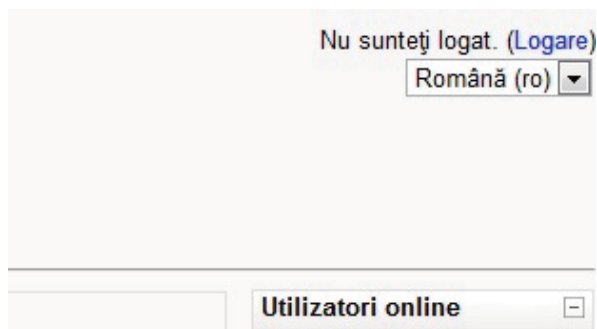 Nu sunteţi logat. (Logare)
Română (ro)
Utilizatori online